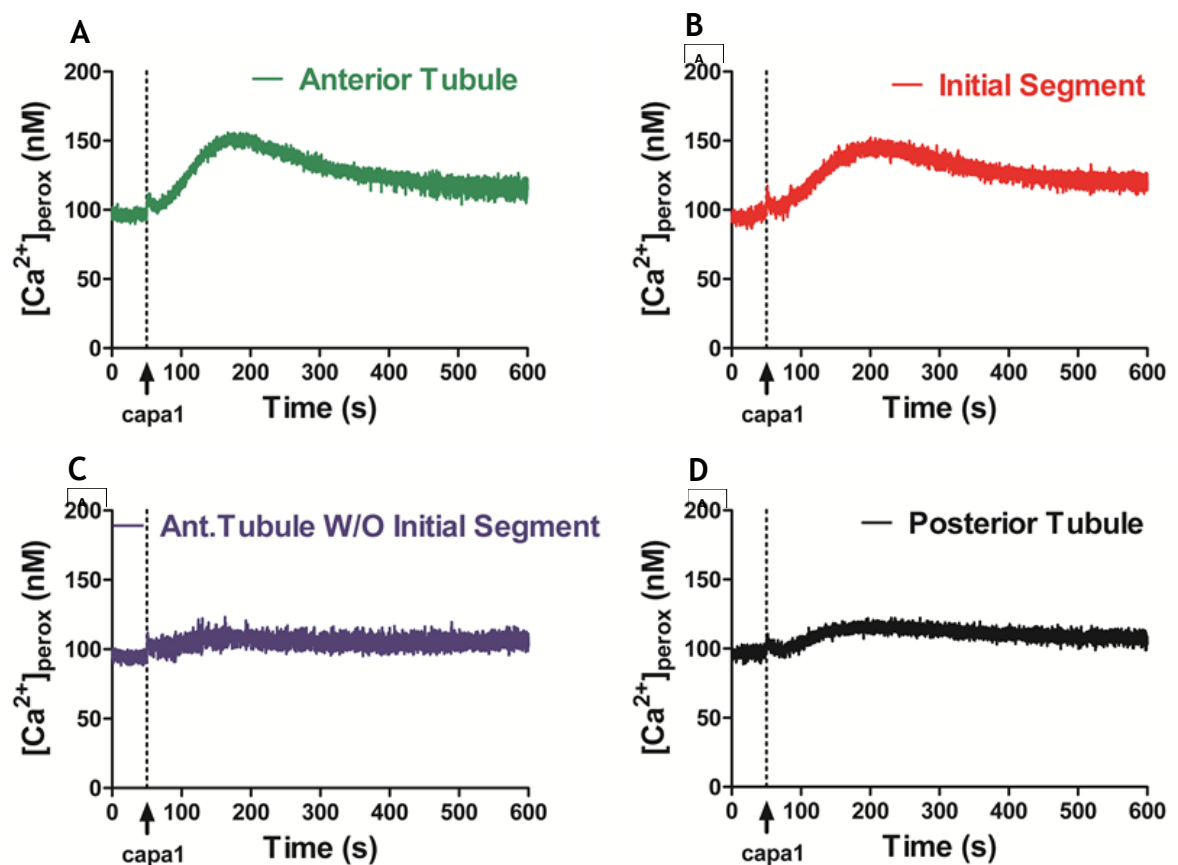 A
[Ca²⁺]perox (nM)
200
150
100
50
0
Anterior Tubule
0 100 200 300 400 500 600
capa1
Time (s)
B
A
[Ca²⁺]perox (nM)
200
150
100
50
0
Initial Segment
0 100 200 300 400 500 600
capa1
Time (s)
C
[Ca²⁺]perox (nM)
200
150
100
50
0
Ant.Tubule W/O Initial Segment
0 100 200 300 400 500 600
capa1
Time (s)
D
[Ca²⁺]perox (nM)
200
150
100
50
0
Posterior Tubule
0 100 200 300 400 500 600
capa1
Time (s)